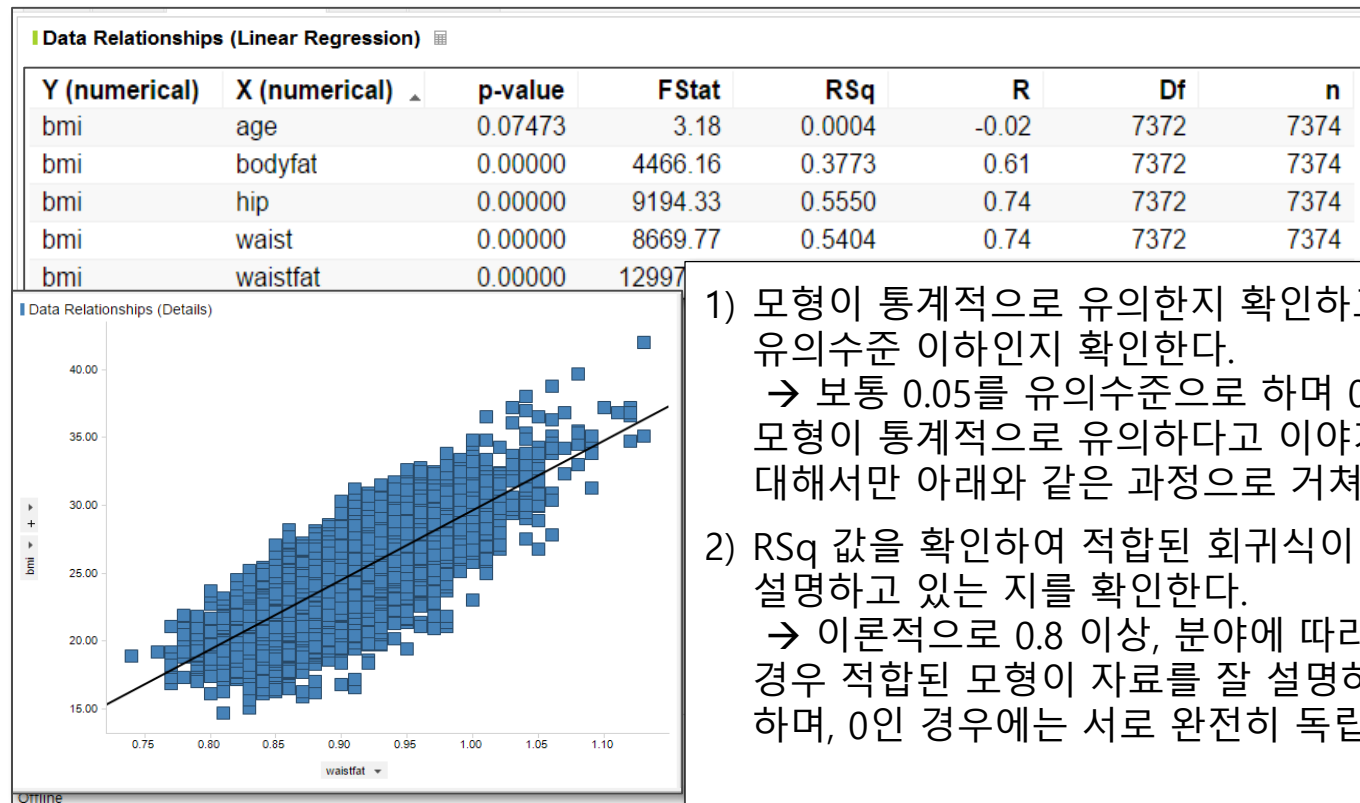 Data Relationships (Linear Regression)
Y (numerical) X (numerical) p-value FStat RSq R Df n
bmi age 0.07473 3.18 0.0004 -0.02 7372 7374
bmi bodyfat 0.00000 4466.16 0.3773 0.61 7372 7374
bmi hip 0.00000 9194.33 0.5550 0.74 7372 7374
bmi waist 0.00000 8669.77 0.5404 0.74 7372 7374
bmi waistfat 0.00000 12997
Data Relationships (Details)
40.00
35.00
30.00
25.00
20.00
15.00
+
bmi
0.75 0.80 0.85 0.90 0.95 1.00 1.05 1.10
waistfat
Offline
1) 모형이 통계적으로 유의한지 확인하고
유의수준 이하인지 확인한다.
→ 보통 0.05를 유의수준으로 하며 0
모형이 통계적으로 유의하다고 이야기
대해서만 아래와 같은 과정으로 거쳐
2) RSq 값을 확인하여 적합된 회귀식이
설명하고 있는 지를 확인한다.
→ 이론적으로 0.8 이상, 분야에 따라
경우 적합된 모형이 자료를 잘 설명하
하며, 0인 경우에는 서로 완전히 독립